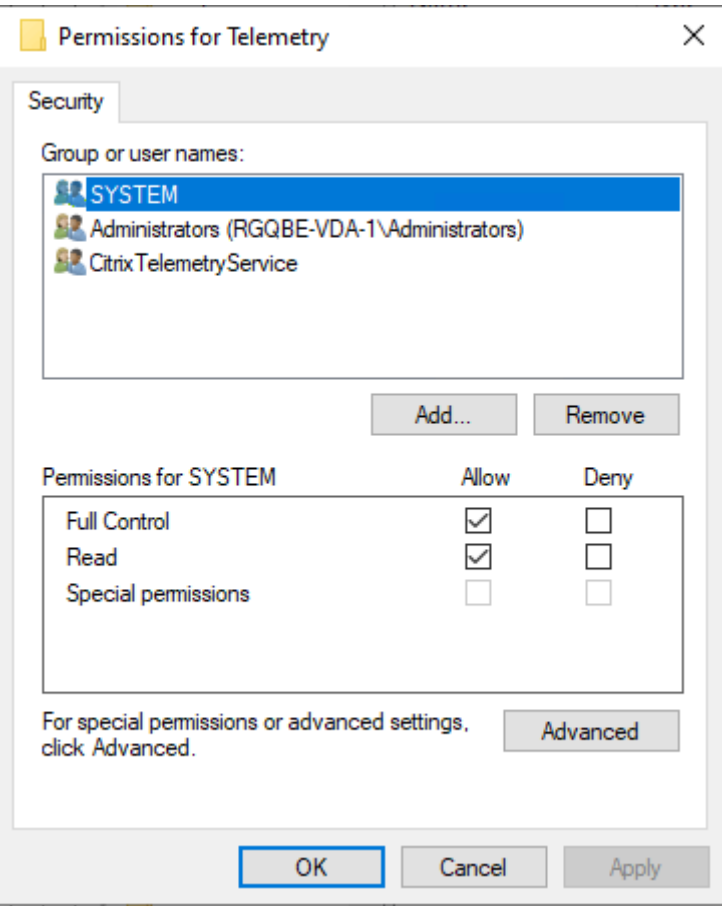 Permissions for Telemetry
Security
Group or user names:
SYSTEM
Administrators (RGQBE-VDA-1\Administrators)
CitrixTelemetryService
Add... Remove
Permissions for SYSTEM Allow Deny
Full Control
Read
Special permissions
For special permissions or advanced settings,
click Advanced.
Advanced
OK Cancel Apply